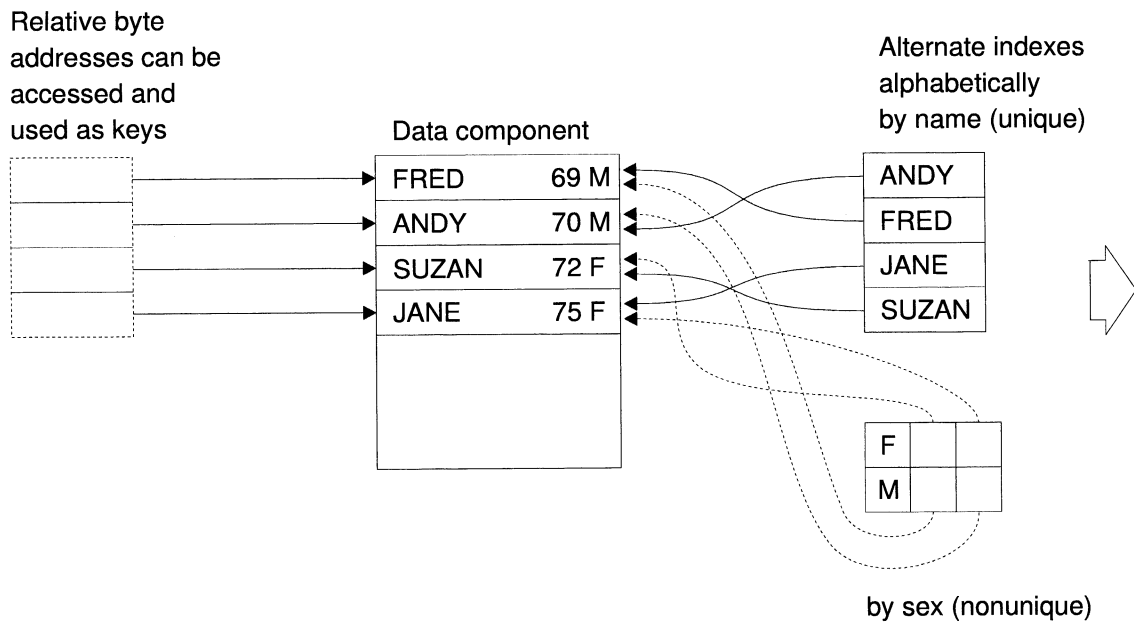 Relative byte
addresses can be
accessed and
used as keys
Data component
FRED 69 M
ANDY 70 M
SUZAN 72 F
JANE 75 F
Alternate indexes
alphabetically
by name (unique)
ANDY
FRED
JANE
SUZAN
F
M
by sex (nonunique)